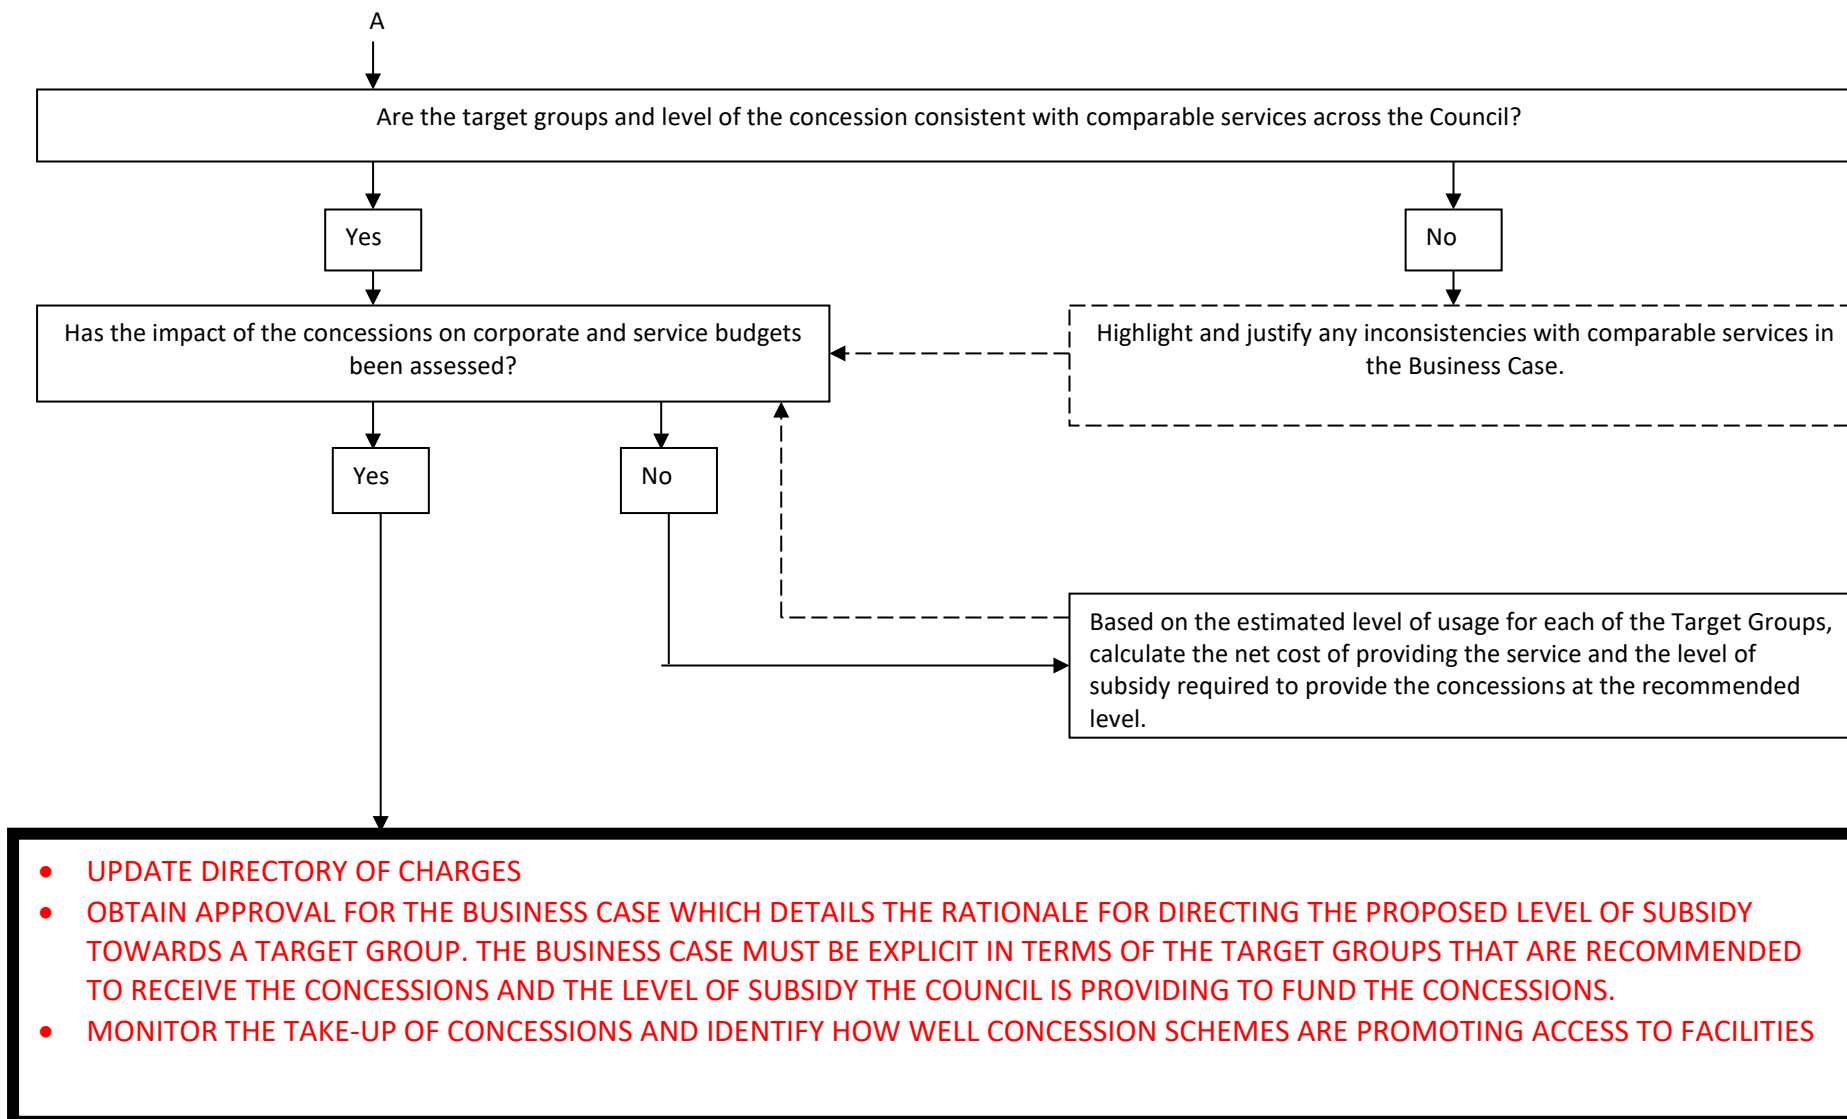 A
Are the target groups and level of the concession consistent with comparable services across the Council?
Yes
No
Has the impact of the concessions on corporate and service budgets
been assessed?
Highlight and justify any inconsistencies with comparable services in
the Business Case.
Yes
No
Based on the estimated level of usage for each of the Target Groups,
calculate the net cost of providing the service and the level of
subsidy required to provide the concessions at the recommended
level.
• UPDATE DIRECTORY OF CHARGES
• OBTAIN APPROVAL FOR THE BUSINESS CASE WHICH DETAILS THE RATIONALE FOR DIRECTING THE PROPOSED LEVEL OF SUBSIDY
TOWARDS A TARGET GROUP. THE BUSINESS CASE MUST BE EXPLICIT IN TERMS OF THE TARGET GROUPS THAT ARE RECOMMENDED
TO RECEIVE THE CONCESSIONS AND THE LEVEL OF SUBSIDY THE COUNCIL IS PROVIDING TO FUND THE CONCESSIONS.
• MONITOR THE TAKE-UP OF CONCESSIONS AND IDENTIFY HOW WELL CONCESSION SCHEMES ARE PROMOTING ACCESS TO FACILITIES